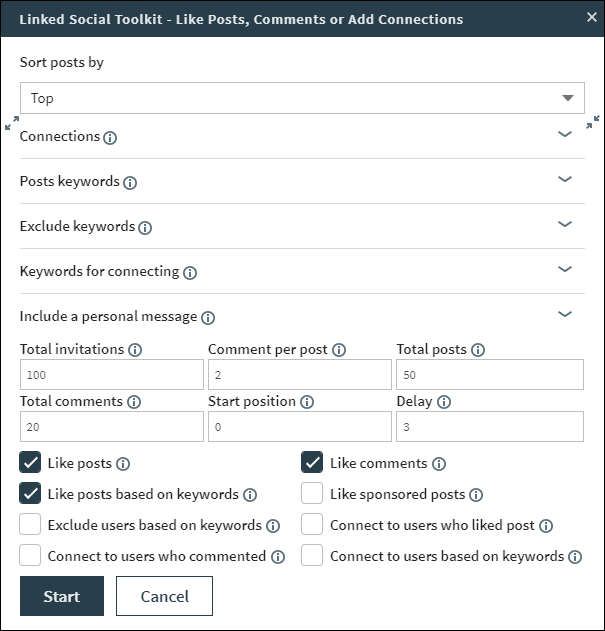 Linked Social Toolkit - Like Posts, Comments or Add Connections
Sort posts by
Top
Connections
Posts keywords
Exclude keywords
Keywords for connecting
Include a personal message
Total invitations Comment per post Total posts
100 2 50
Total comments Start position Delay
20 0 3
Like posts Like comments
Like posts based on keywords Like sponsored posts
Exclude users based on keywords Connect to users who liked post
Connect to users who commented Connect to users based on keywords
Start Cancel